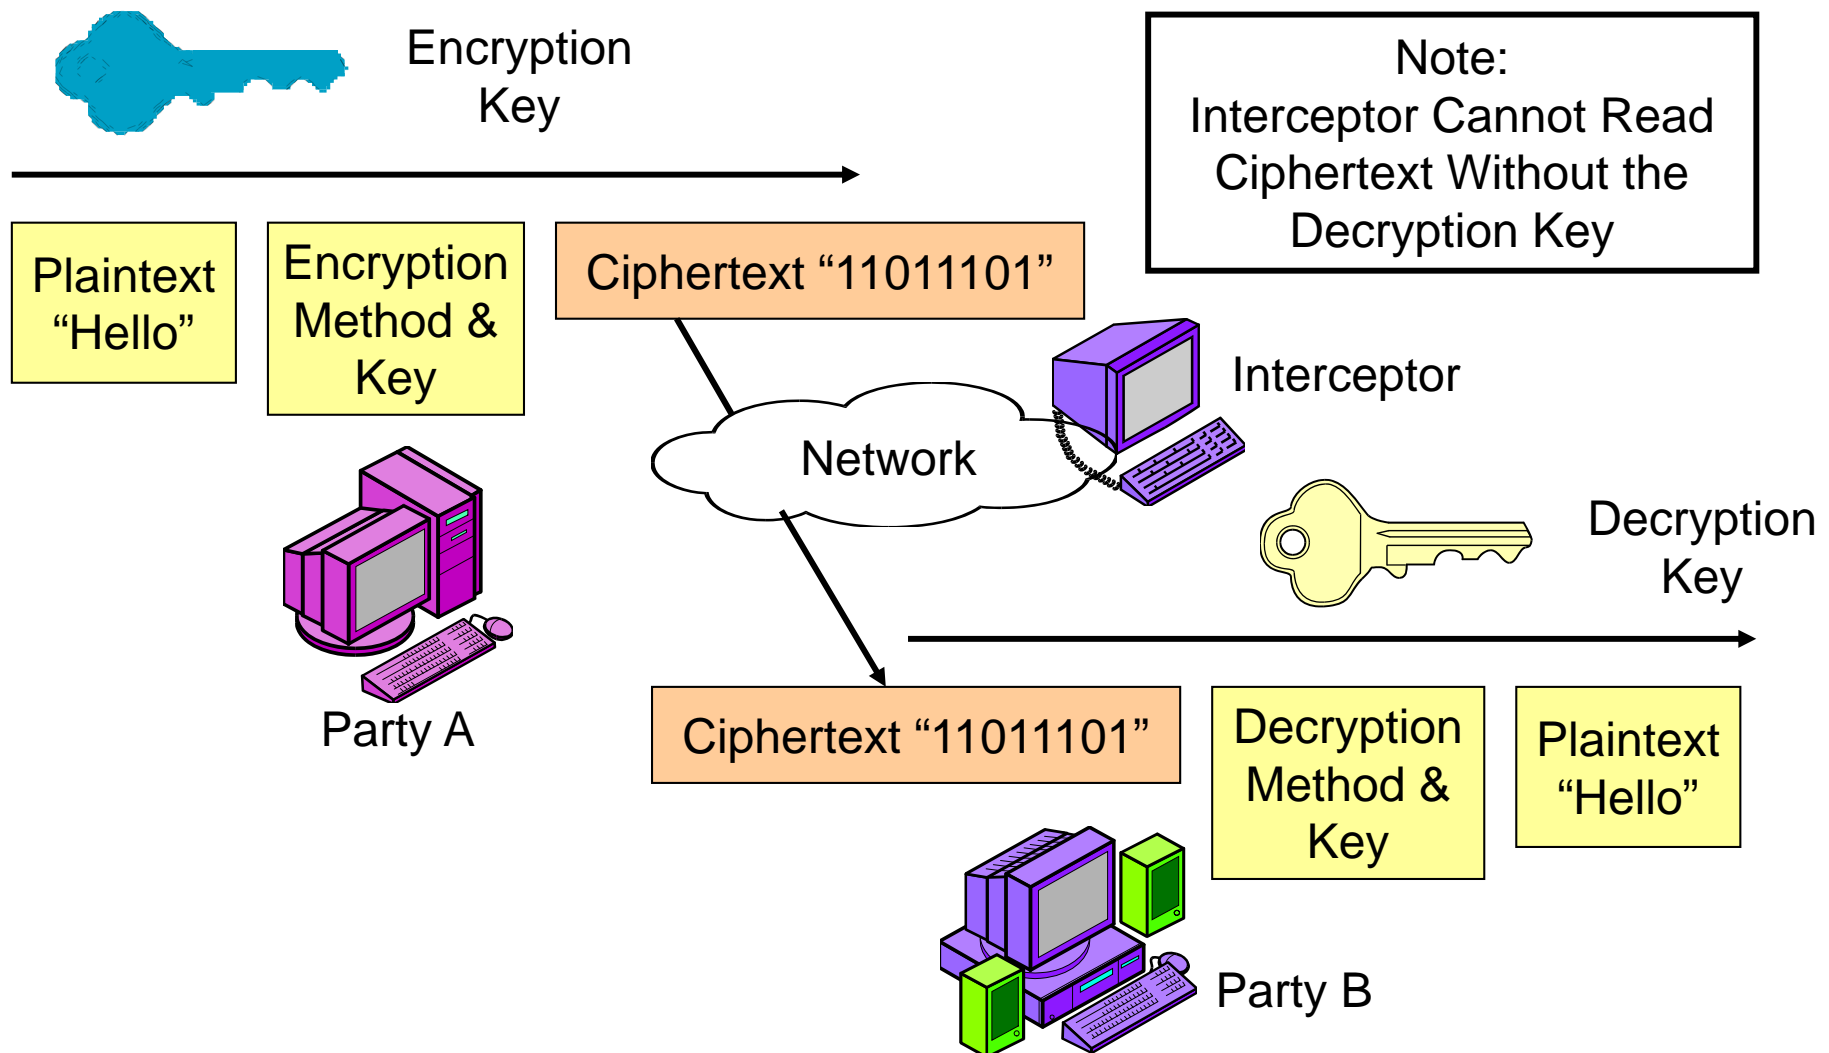 Encryption
Key
Note:
Interceptor Cannot Read
Ciphertext Without the
Decryption Key
Plaintext
“Hello”
Encryption
Method &
Key
Ciphertext “11011101”
Interceptor
Network
Decryption
Key
Party A
Ciphertext “11011101”
Decryption
Method &
Key
Plaintext
“Hello”
Party B